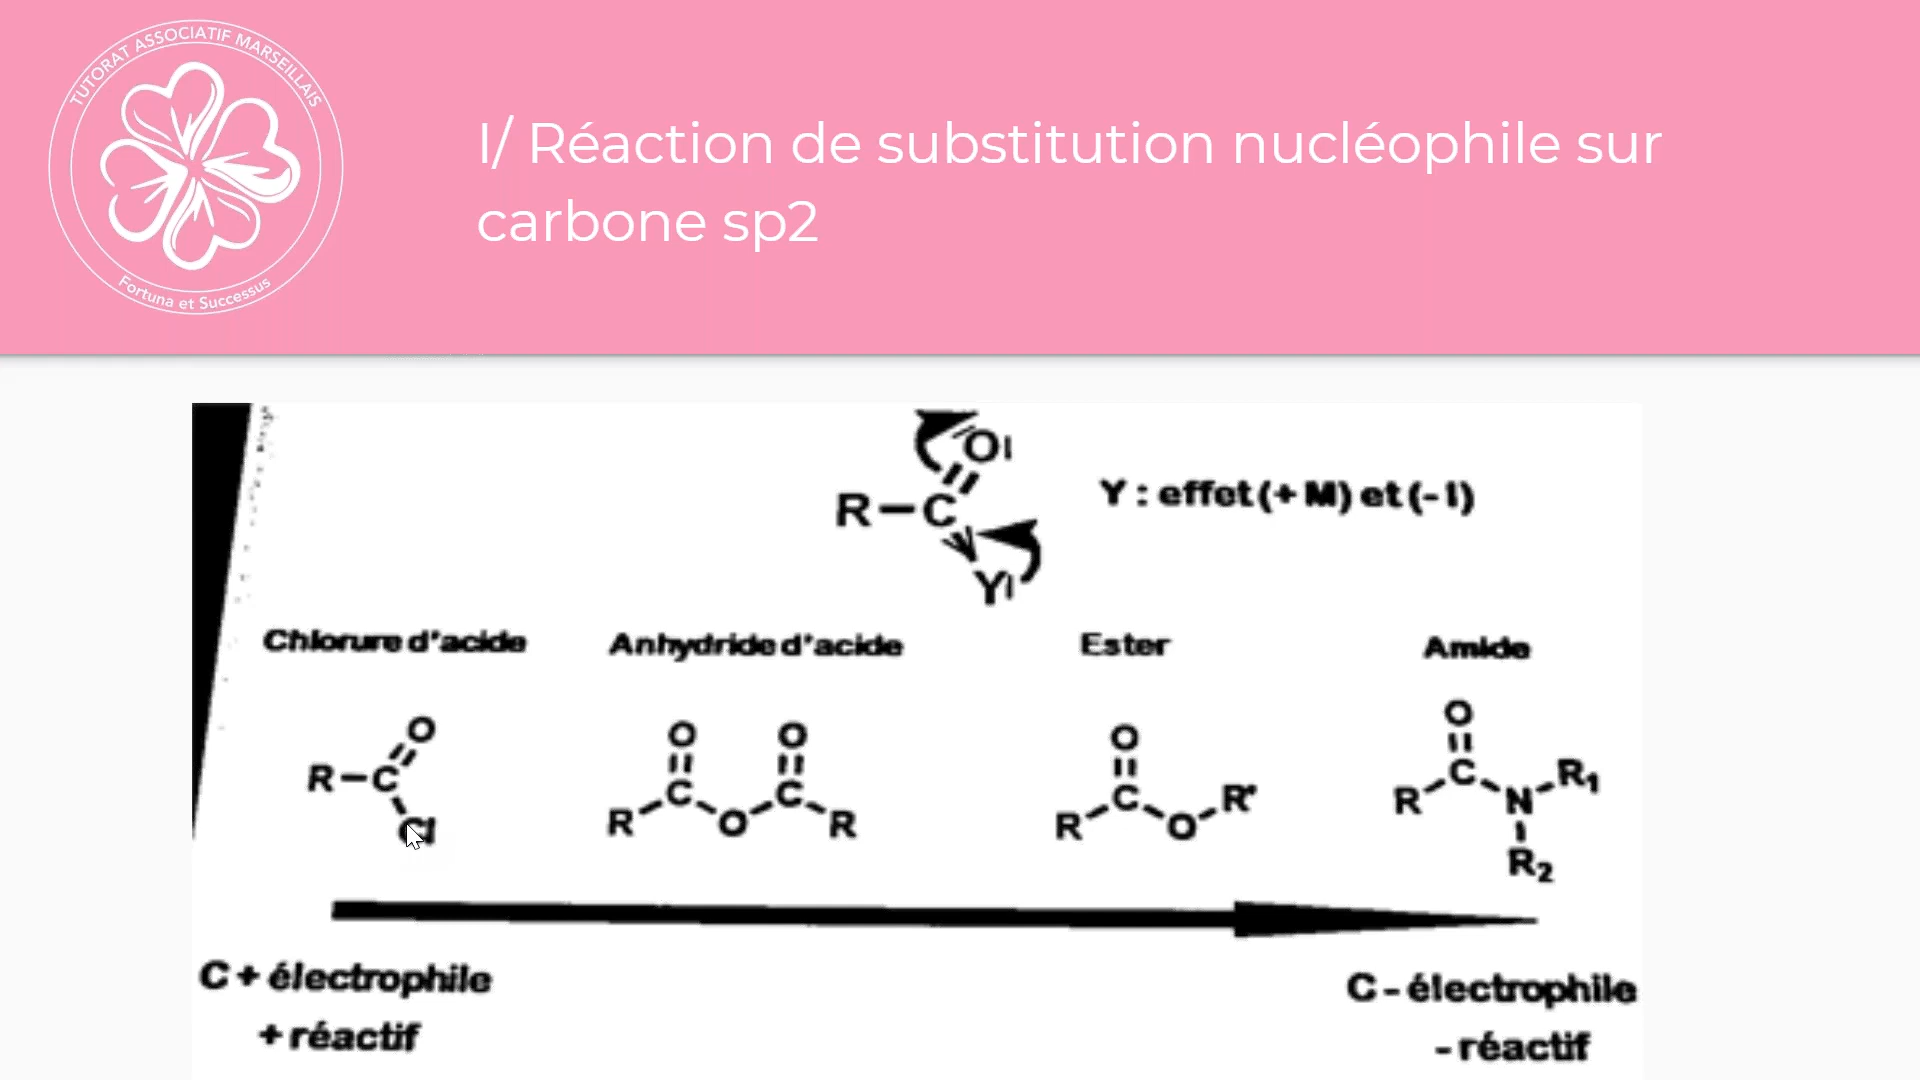 TUTORAT ASSOCIATIF MARSEILLAIS
Fortuna et Successus
I/ Réaction de substitution nucléophile sur
carbone sp2
O
R-C
Y
Y : effet (+ M) et (- I)
Chlorure d'acide
Anhydride d'acide
Ester
Amide
O
R-C
Cl
O O
C C
R O R
O
C R'
R O
O
C R1
R N
R2
C + électrophile
+ réactif
C - électrophile
- réactif